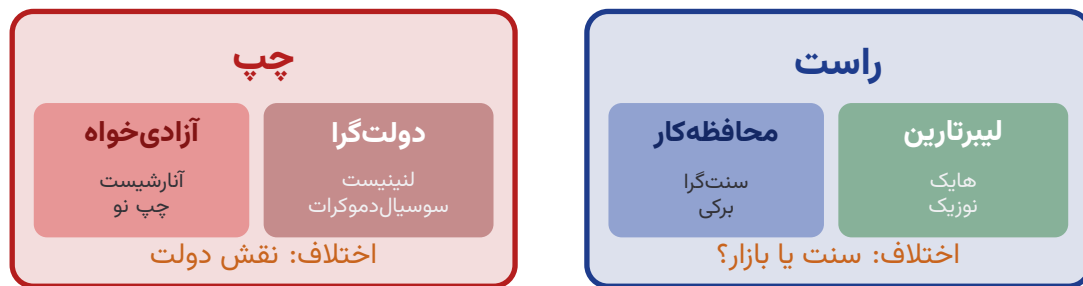 راست
لیبرتارین
هایک
نوزیک
محافظه‌کار
سنت‌گرا
برکی
اختلاف: سنت یا بازار؟
چپ
دولت‌گرا
لنینیست
سوسیال‌دموکرات
آزادی‌خواه
آنارشیست
چپ نو
اختلاف: نقش دولت